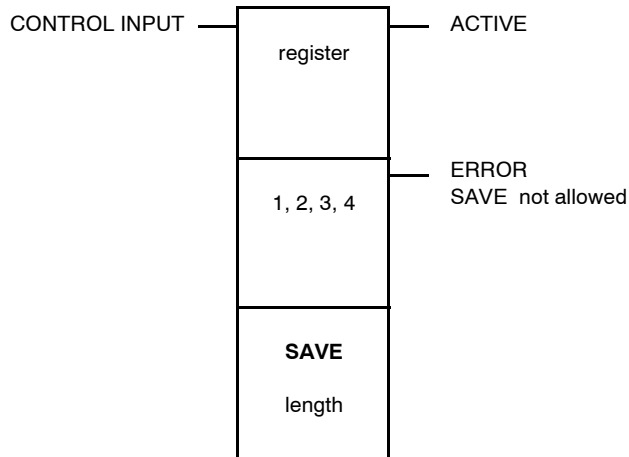 CONTROL INPUT
register
ACTIVE
1, 2, 3, 4
ERROR
SAVE not allowed
SAVE
length